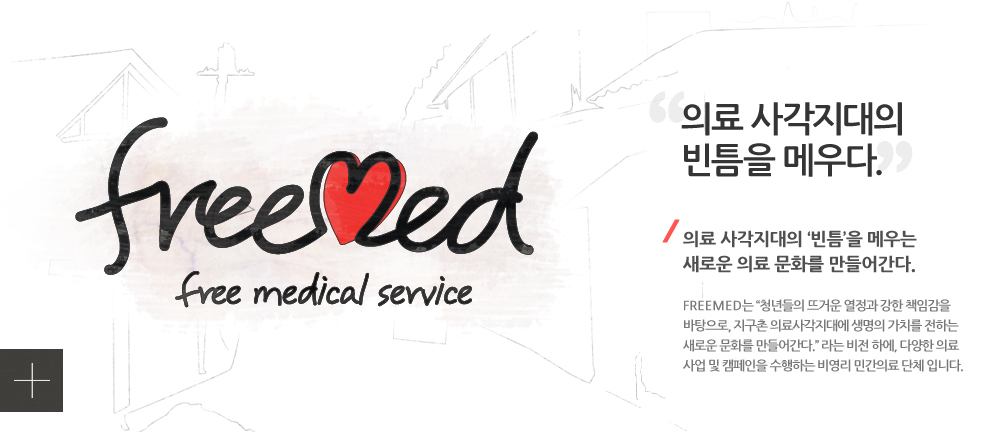 freemed
free medical service
“의료 사각지대의
빈틈을 메우다.”
의료 사각지대의 ‘빈틈’을 메우는
새로운 의료 문화를 만들어간다.
FREEMED는 “청년들의 뜨거운 열정과 강한 책임감을
바탕으로, 지구촌 의료사각지대에 생명의 가치를 전하는
새로운 문화를 만들어간다.” 라는 비전 하에, 다양한 의료
사업 및 캠페인을 수행하는 비영리 민간의료 단체 입니다.